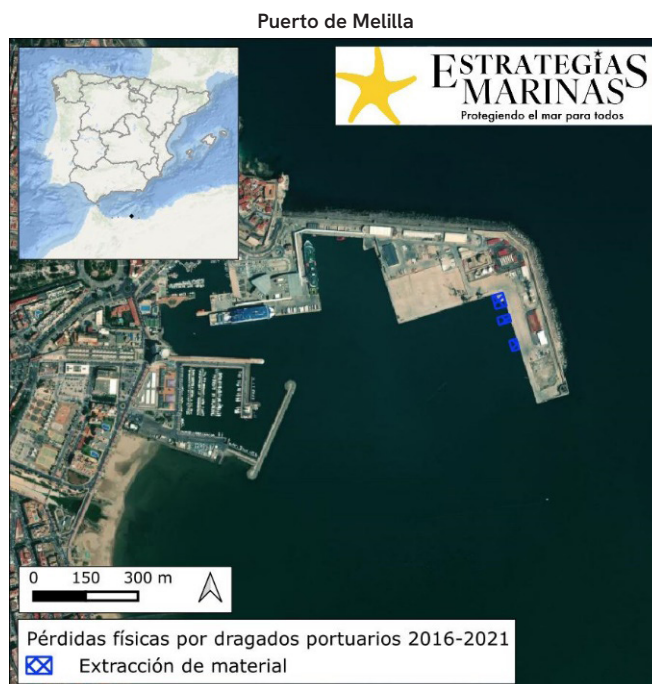 Puerto de Melilla
ESTRATEGIAS
MARINAS
Protegiendo el mar para todos
0 150 300 m
Pérdidas físicas por dragados portuarios 2016-2021
Extracción de material